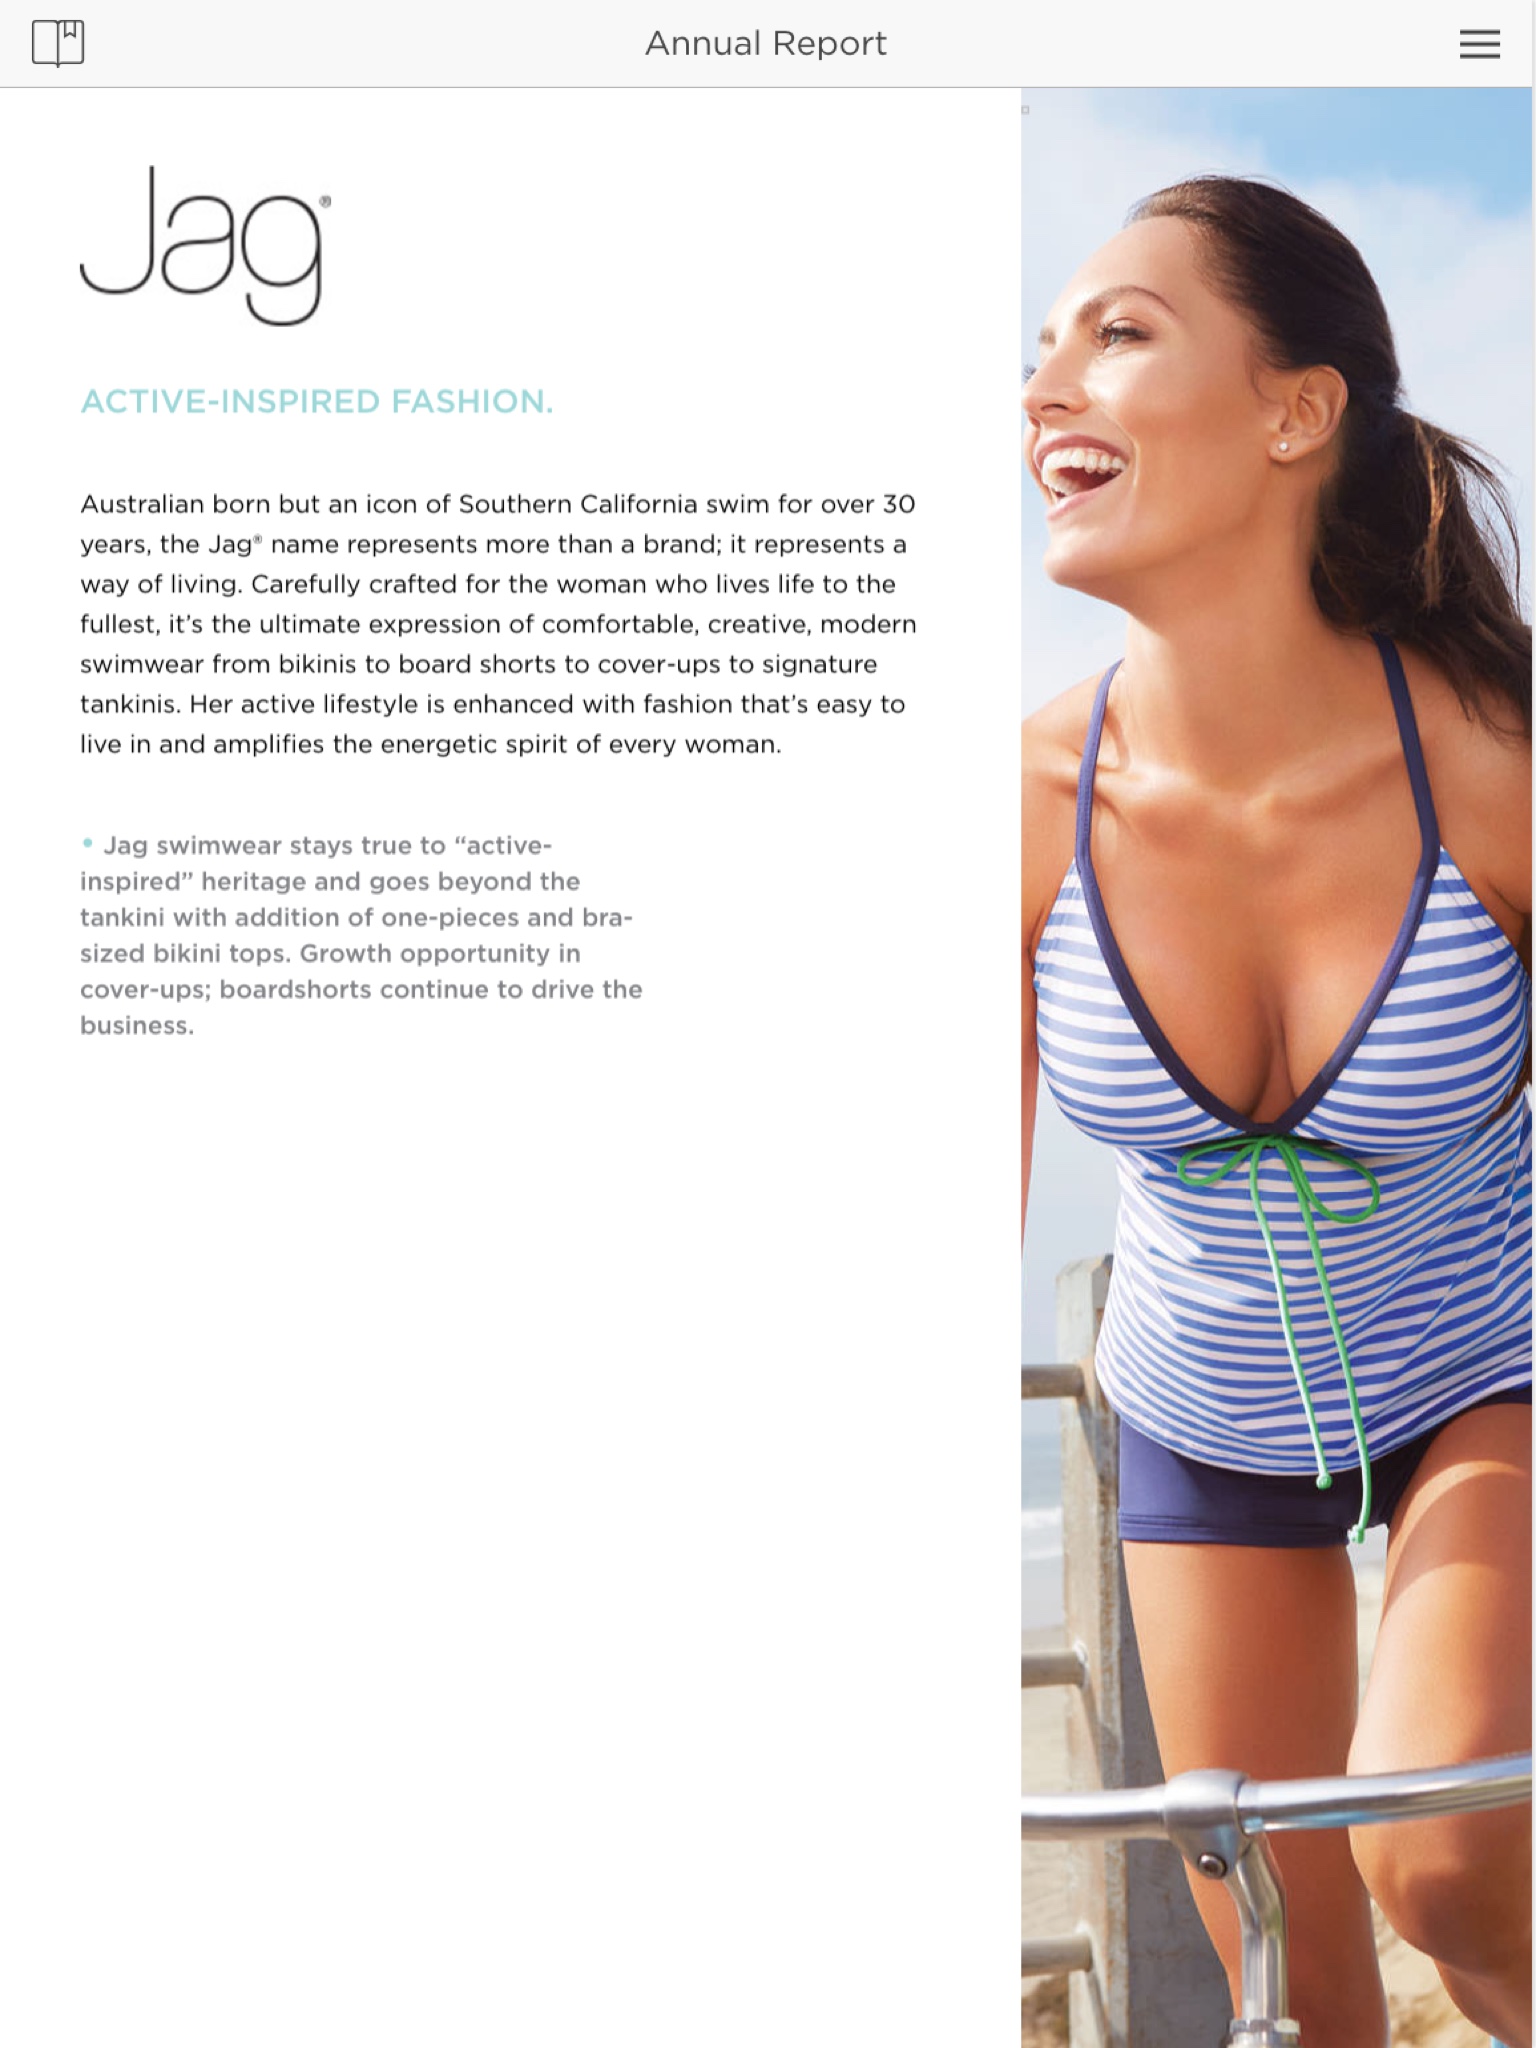 Annual Report
Jag®
ACTIVE-INSPIRED FASHION.
Australian born but an icon of Southern California swim for over 30
years, the Jag® name represents more than a brand; it represents a
way of living. Carefully crafted for the woman who lives life to the
fullest, it’s the ultimate expression of comfortable, creative, modern
swimwear from bikinis to board shorts to cover-ups to signature
tankinis. Her active lifestyle is enhanced with fashion that’s easy to
live in and amplifies the energetic spirit of every woman.
• Jag swimwear stays true to “active-
inspired” heritage and goes beyond the
tankini with addition of one-pieces and bra-
sized bikini tops. Growth opportunity in
cover-ups; boardshorts continue to drive the
business.